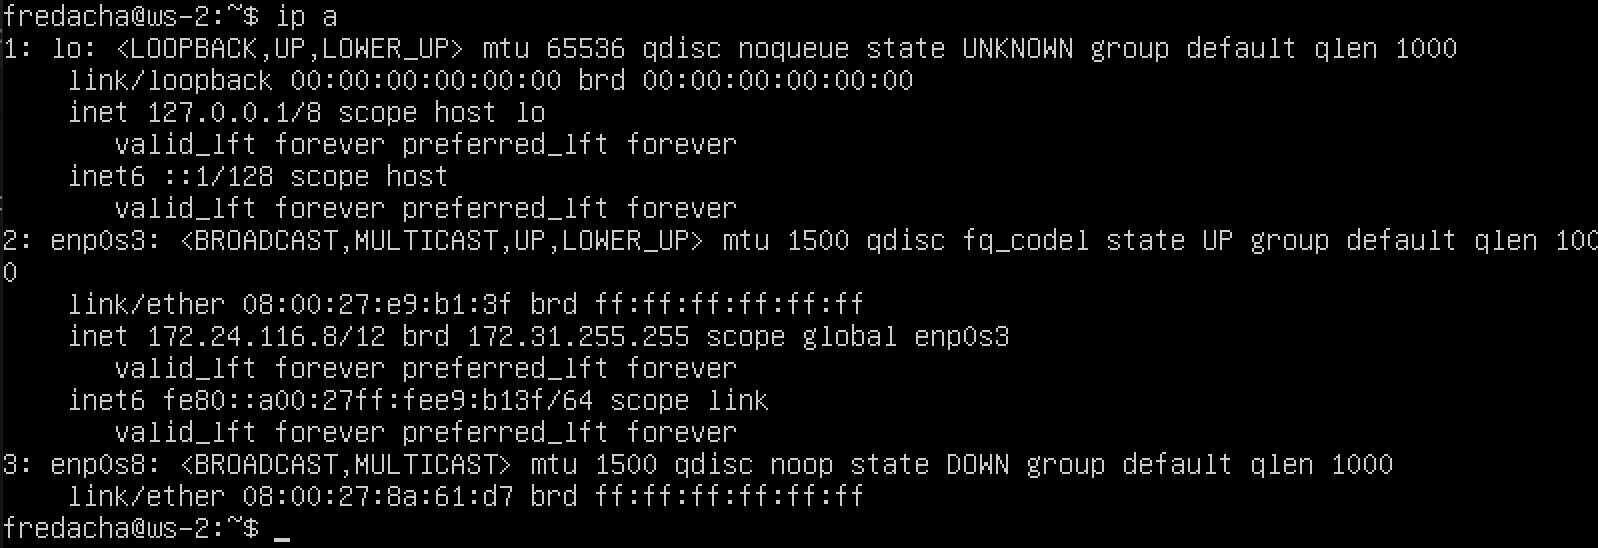 fredacha@ws-2:~$ ip a
1: lo: <LOOPBACK,UP,LOWER_UP> mtu 65536 qdisc noqueue state UNKNOWN group default qlen 1000
    link/loopback 00:00:00:00:00:00 brd 00:00:00:00:00:00
    inet 127.0.0.1/8 scope host lo
       valid_lft forever preferred_lft forever
    inet6 ::1/128 scope host
       valid_lft forever preferred_lft forever
2: enp0s3: <BROADCAST,MULTICAST,UP,LOWER_UP> mtu 1500 qdisc fq_codel state UP group default qlen 100
0
    link/ether 08:00:27:e9:b1:3f brd ff:ff:ff:ff:ff:ff
    inet 172.24.116.8/12 brd 172.31.255.255 scope global enp0s3
       valid_lft forever preferred_lft forever
    inet6 fe80::a00:27ff:fee9:b13f/64 scope link
       valid_lft forever preferred_lft forever
3: enp0s8: <BROADCAST,MULTICAST> mtu 1500 qdisc noop state DOWN group default qlen 1000
    link/ether 08:00:27:8a:61:d7 brd ff:ff:ff:ff:ff:ff
fredacha@ws-2:~$ _